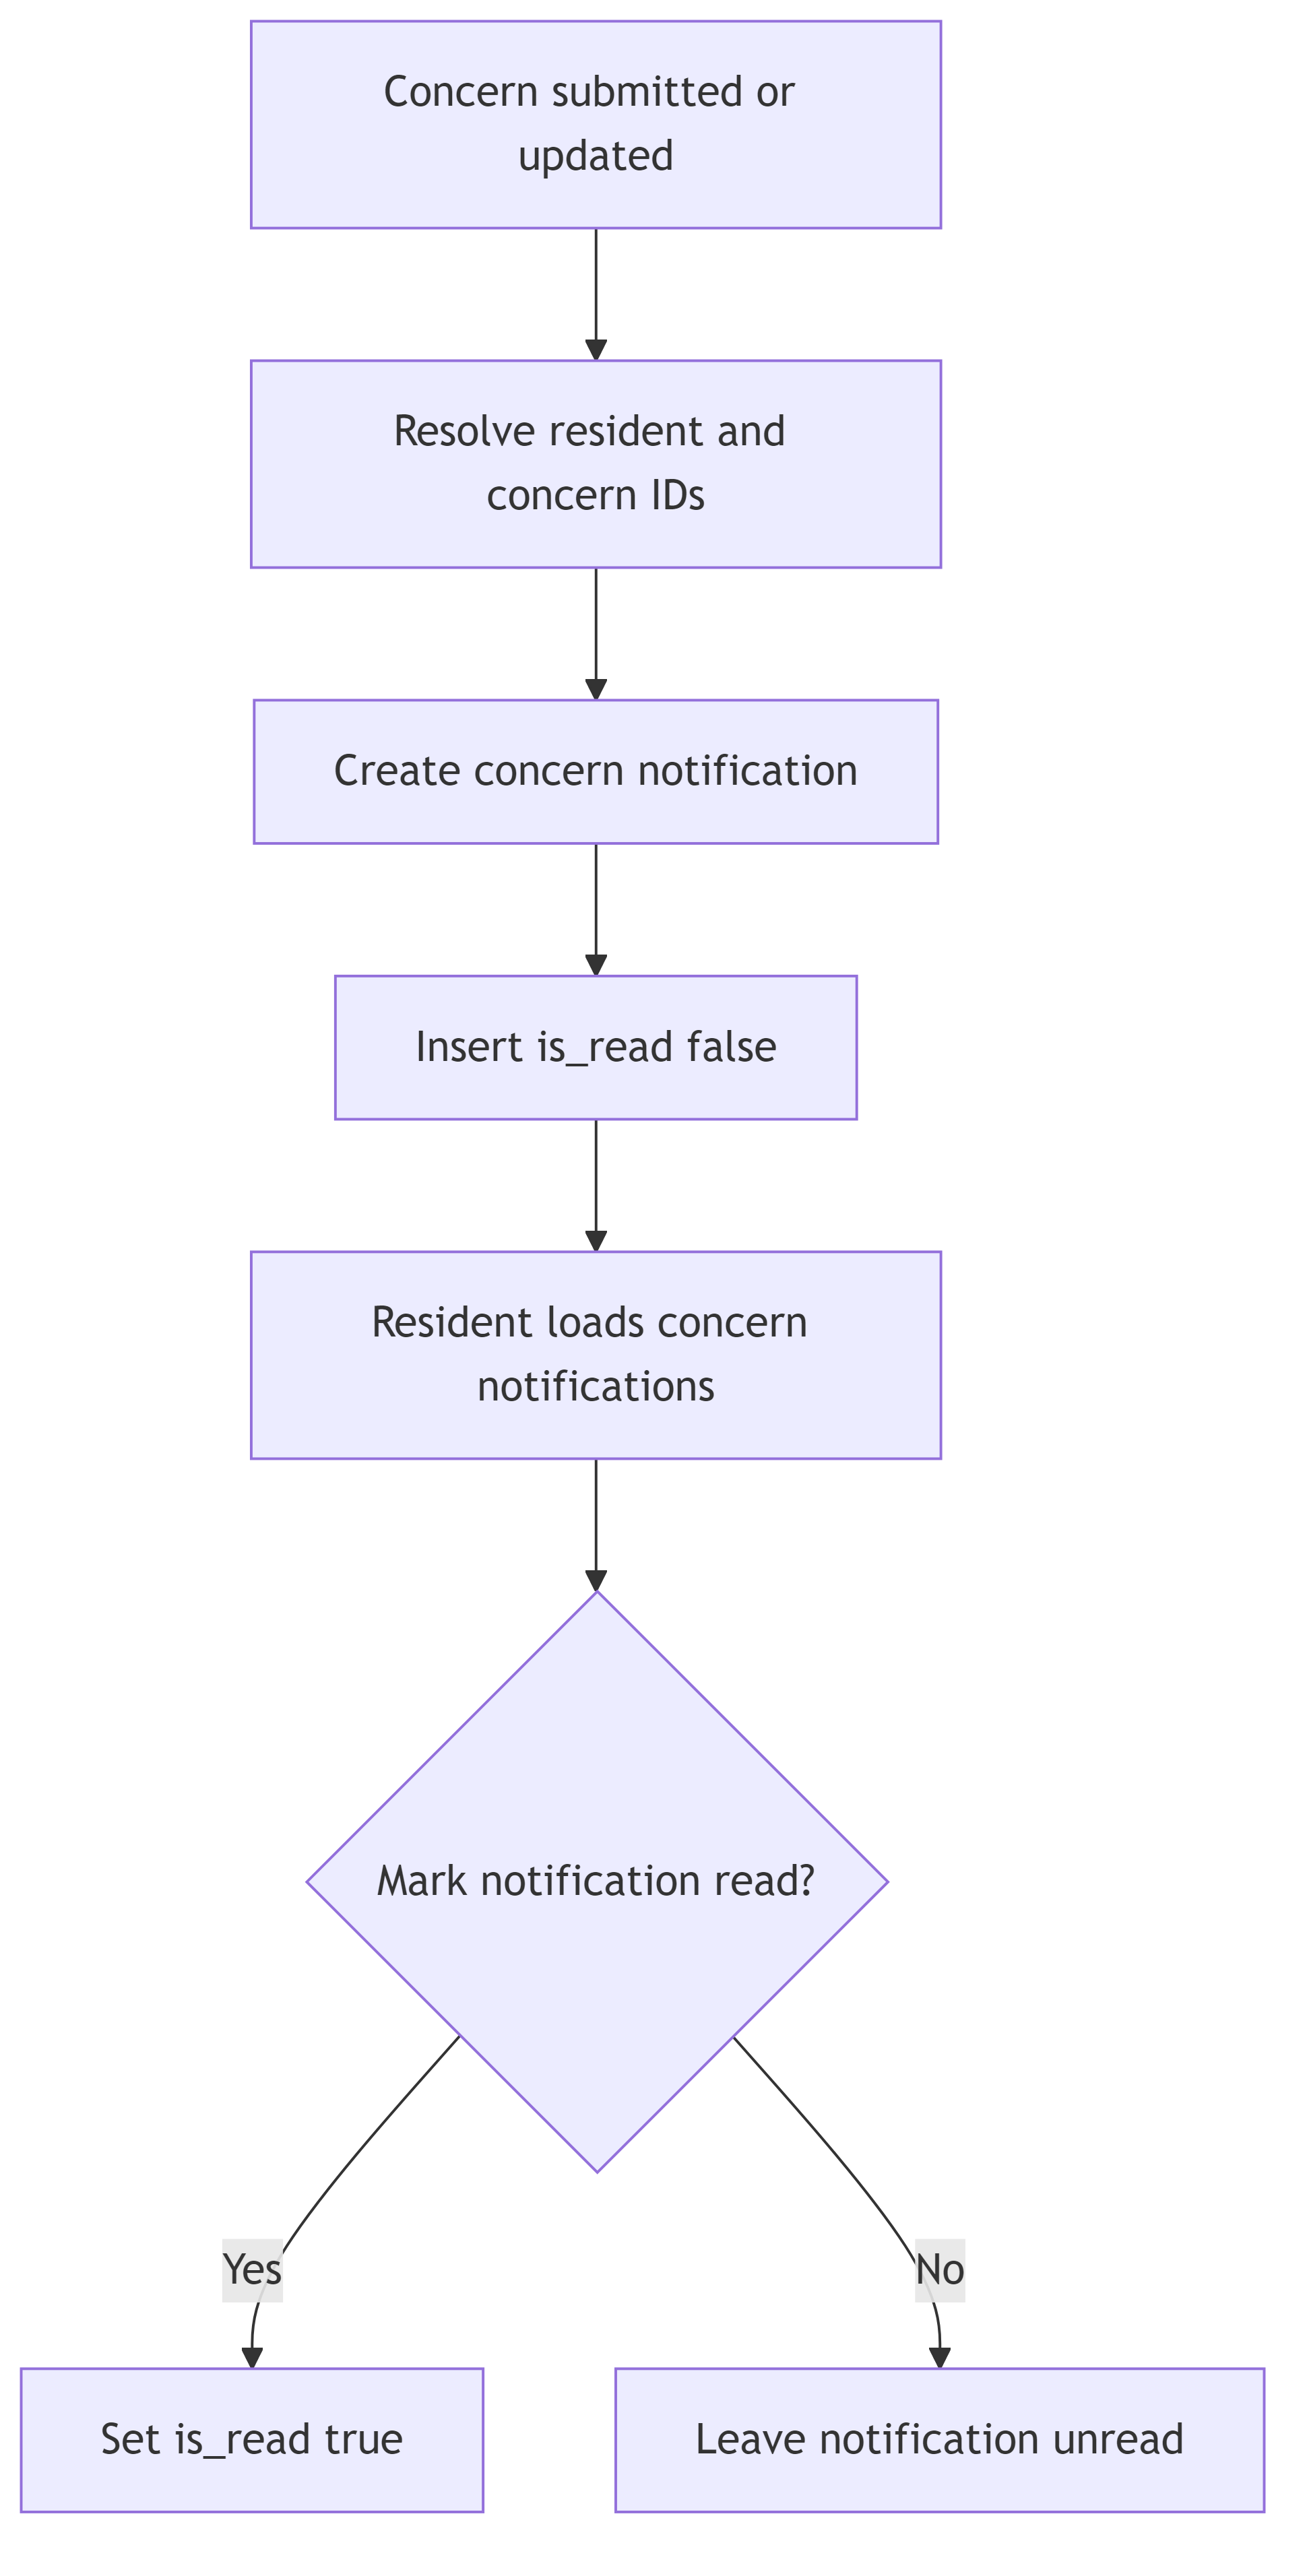 Concern submitted or
updated
Resolve resident and
concern IDs
Create concern notification
Insert is_read false
Resident loads concern
notifications
Mark notification read?
Yes
No
Set is_read true
Leave notification unread